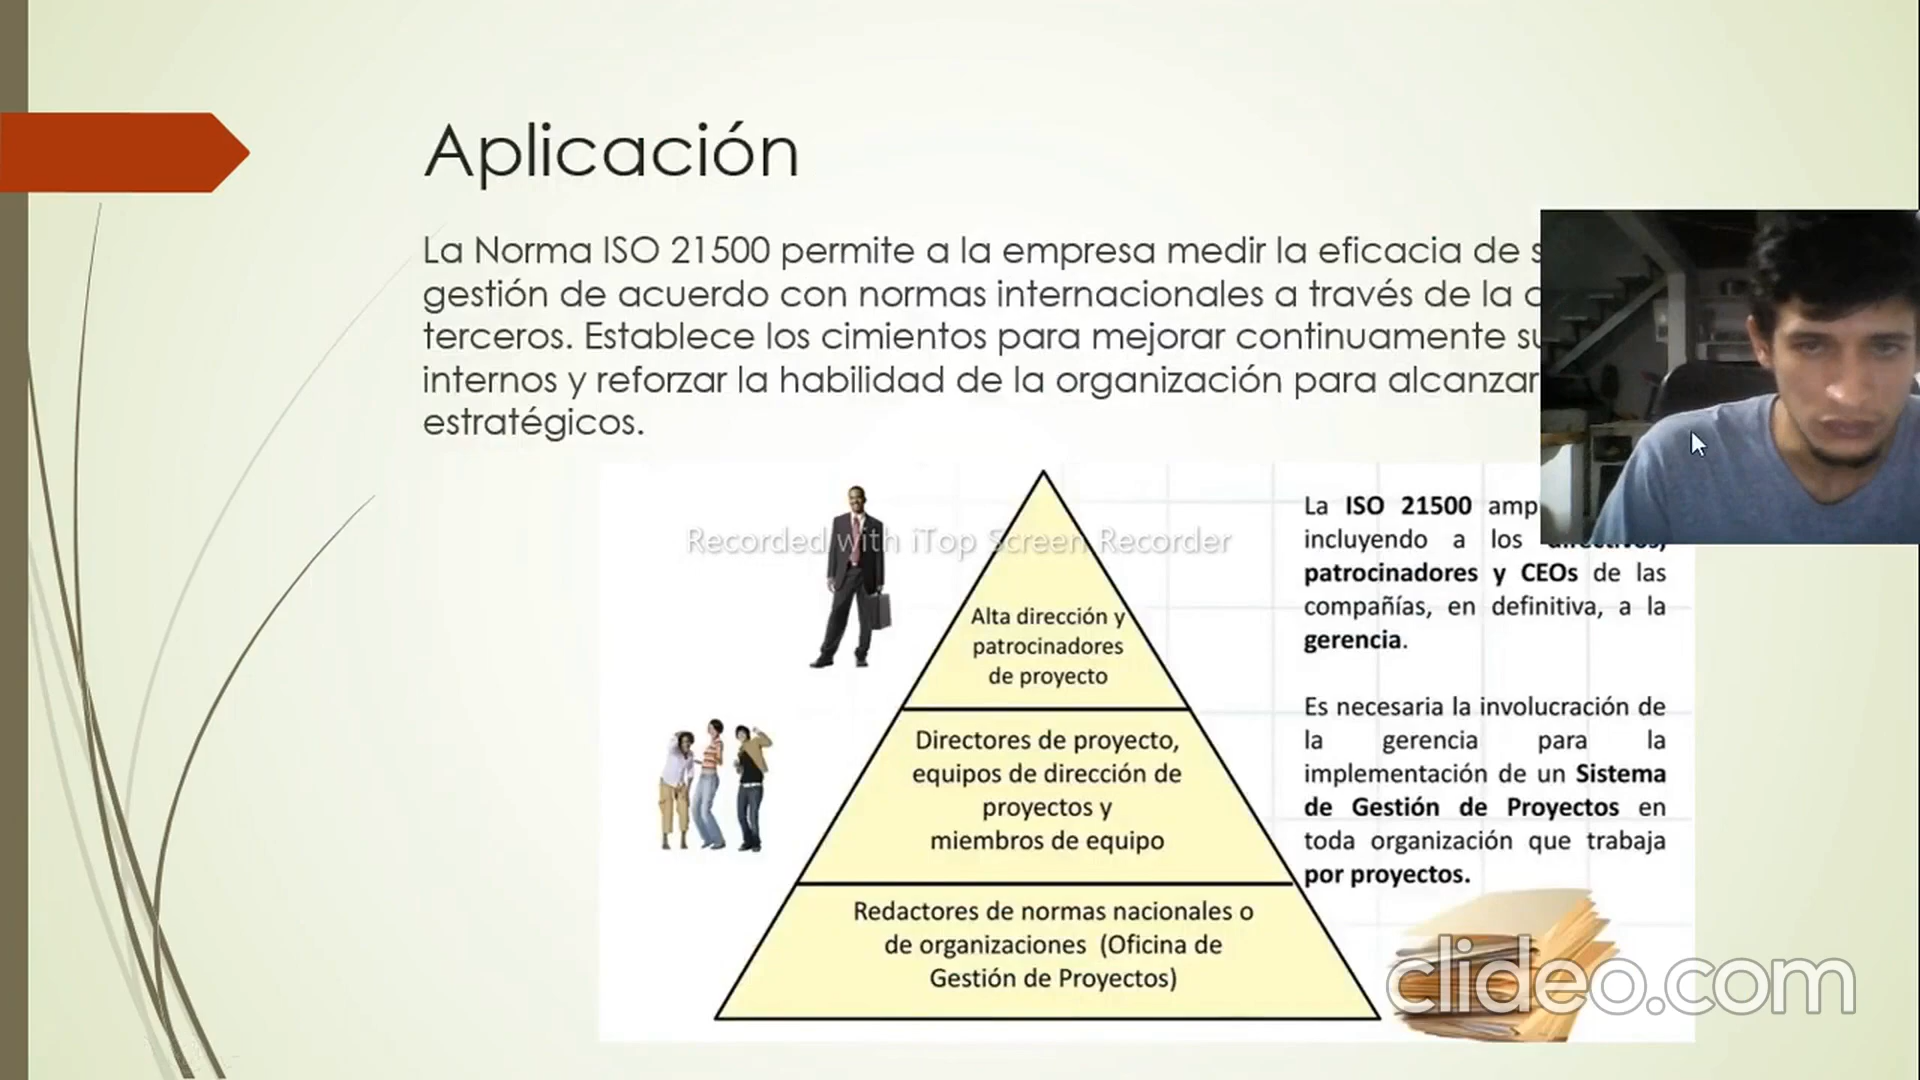 Aplicación
La Norma ISO 21500 permite a la empresa medir la eficacia de
gestión de acuerdo con normas internacionales a través de la
terceros. Establece los cimientos para mejorar continuamente
internos y reforzar la habilidad de la organización para alcanzar
estratégicos.
Recorded with iTop Screen Recorder
Alta dirección y
patrocinadores
de proyecto
Directores de proyecto,
equipos de dirección de
proyectos y
miembros de equipo
Redactores de normas nacionales o
de organizaciones (Oficina de
Gestión de Proyectos)
La ISO 21500
incluyendo a los
patrocinadores y CEOs de las
compañías, en definitiva, a la
gerencia.
Es necesaria la involucración de
la gerencia para la
implementación de un Sistema
de Gestión de Proyectos en
toda organización que trabaja
por proyectos.
clideo.com